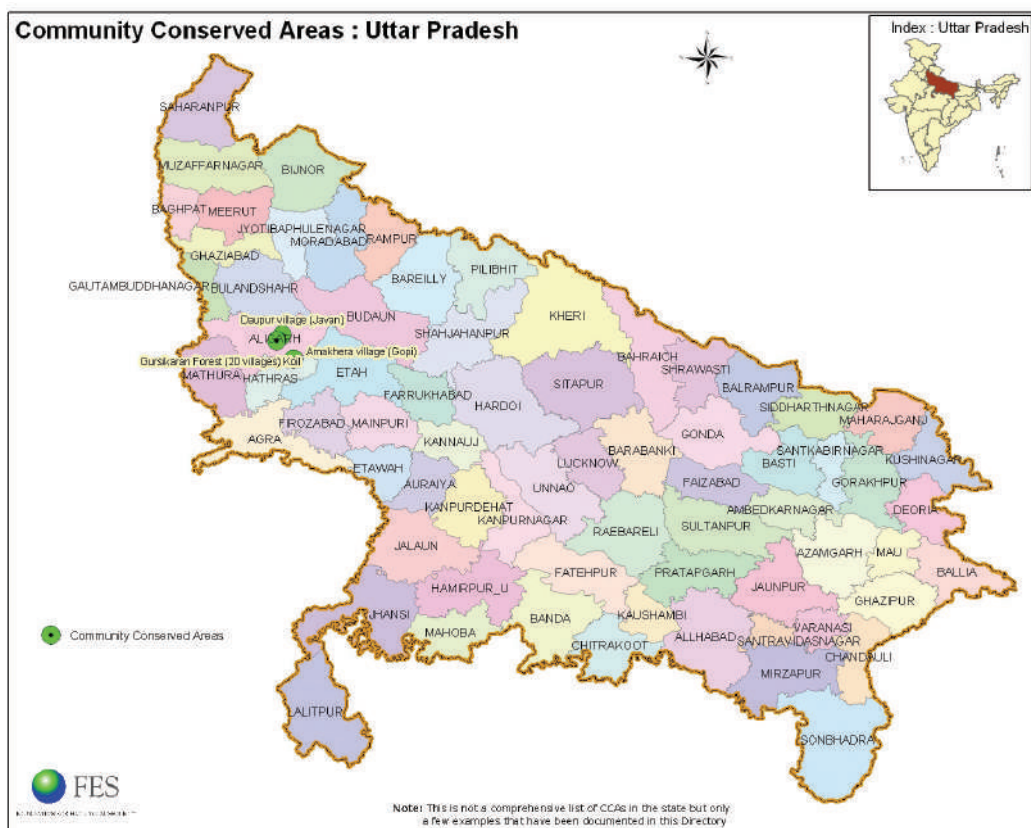 Community Conserved Areas : Uttar Pradesh
Index : Uttar Pradesh
SAHARANPUR
MUZAFFARNAGAR
BIJNOR
BAGHPAT
MEERUT
JYOTIBAPHULENAGAR
MORADABAD
RAMPUR
GHAZIABAD
BAREILLY
PILIBHIT
GAUTAMBUDDHANAGAR
BULANDSHAHR
BUDAUN
KHERI
Daupur village (Javan)
SHAHJAHANPUR
ALIGARH
Amakhera village (Gopi)
Gursikaran Forest (20 villages) Koil
BAHRAICH
SHRAWASTI
MATHURA
HATHRAS
ETAH
SITAPUR
BALRAMPUR
FARRUKHABAD
HARDOI
SIDDHARTHNAGAR
MAHARAJGANJ
FIROZABAD
MAINPURI
AGRA
KANNAUJ
GONDA
BARABANKI
SANTKABIRNAGAR
BASTI
KUSHINAGAR
ETAWAH
LUCKNOW
GORAKHPUR
AURAIYA
UNNAO
FAIZABAD
KANPURDEHAT
KANPURNAGAR
AMBEDKARNAGAR
DEORIA
SULTANPUR
RAEBARELI
JALAUN
AZAMGARH
MAU
BALLIA
FATEHPUR
PRATAPGARH
JAUNPUR
HAMIRPUR_U
GHAZIPUR
JHANSI
BANDA
KAUSHAMBI
MAHOBA
ALLHABAD
VARANASI
SANTRAVIDASNAGAR
CHITRAKOOT
CHANDAULI
MIRZAPUR
Community Conserved Areas
LALITPUR
SONBHADRA
FES
Note: This is not a comprehensive list of CCAs in the state but only
a few examples that have been documented in this Directory